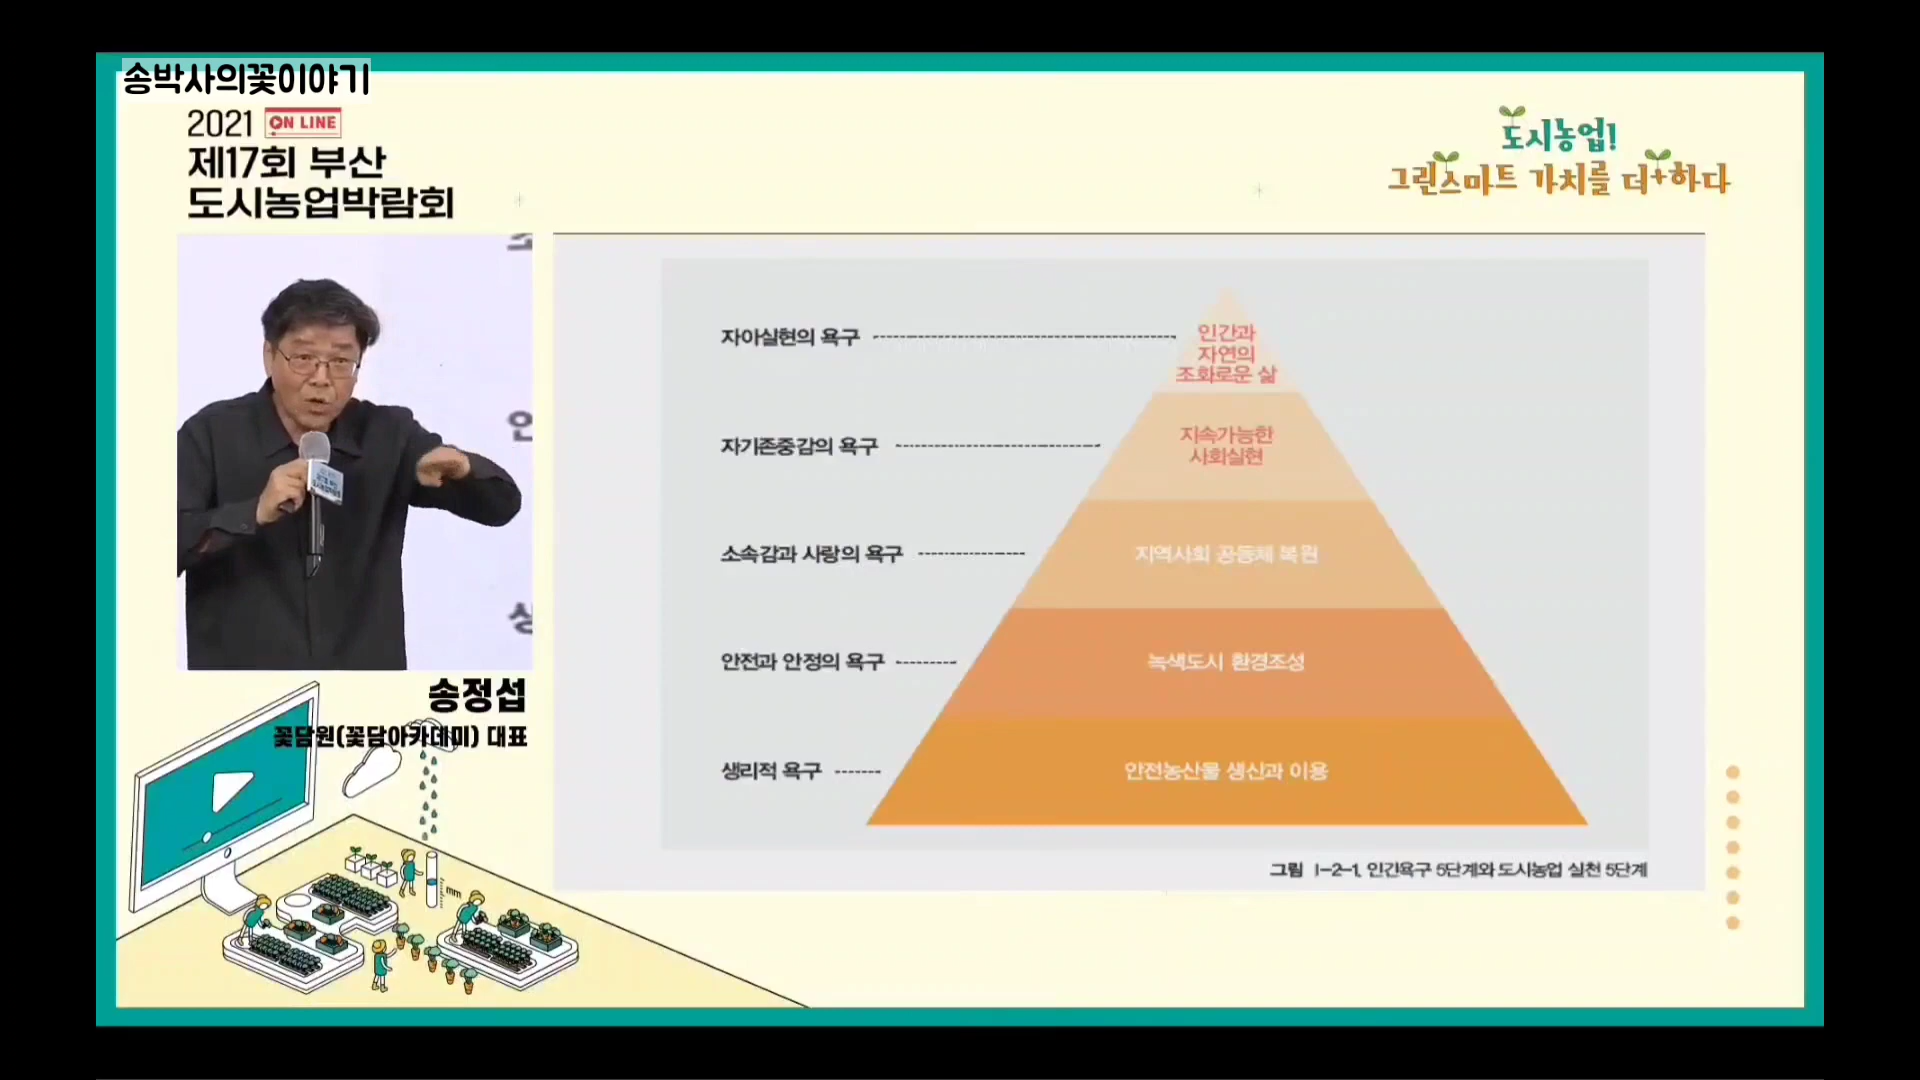 송박사의꽃이야기
2021 ON LINE
제17회 부산
도시농업박람회
도시농업!
그린스마트 가치를 더+하다
자아실현의 욕구
인간과
자연의
조화로운 삶
자기존중감의 욕구
지속가능한
사회실현
소속감과 사랑의 욕구
지역사회 공동체 복원
안전과 안정의 욕구
녹색도시 환경조성
생리적 욕구
안전농산물 생산과 이용
그림 Ⅰ-2-1. 인간욕구 5단계와 도시농업 실천 5단계
송정섭
꽃담원(꽃담아카데미) 대표
mm